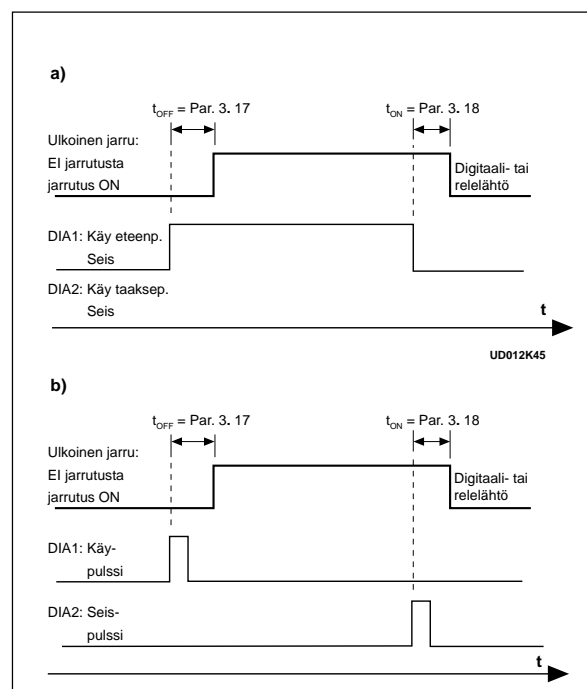 a)
t_OFF = Par. 3. 17
t_ON = Par. 3. 18
Ulkoinen jarru:
EI jarrutusta
jarrutus ON
Digitaali- tai
relelähtö
DIA1: Käy eteenp.
Seis
DIA2: Käy taaksep.
Seis
t
UD012K45
b)
t_OFF = Par. 3. 17
t_ON = Par. 3. 18
Ulkoinen jarru:
EI jarrutusta
jarrutus ON
Digitaali- tai
relelähtö
DIA1: Käy-
pulssi
DIA2: Seis-
pulssi
t